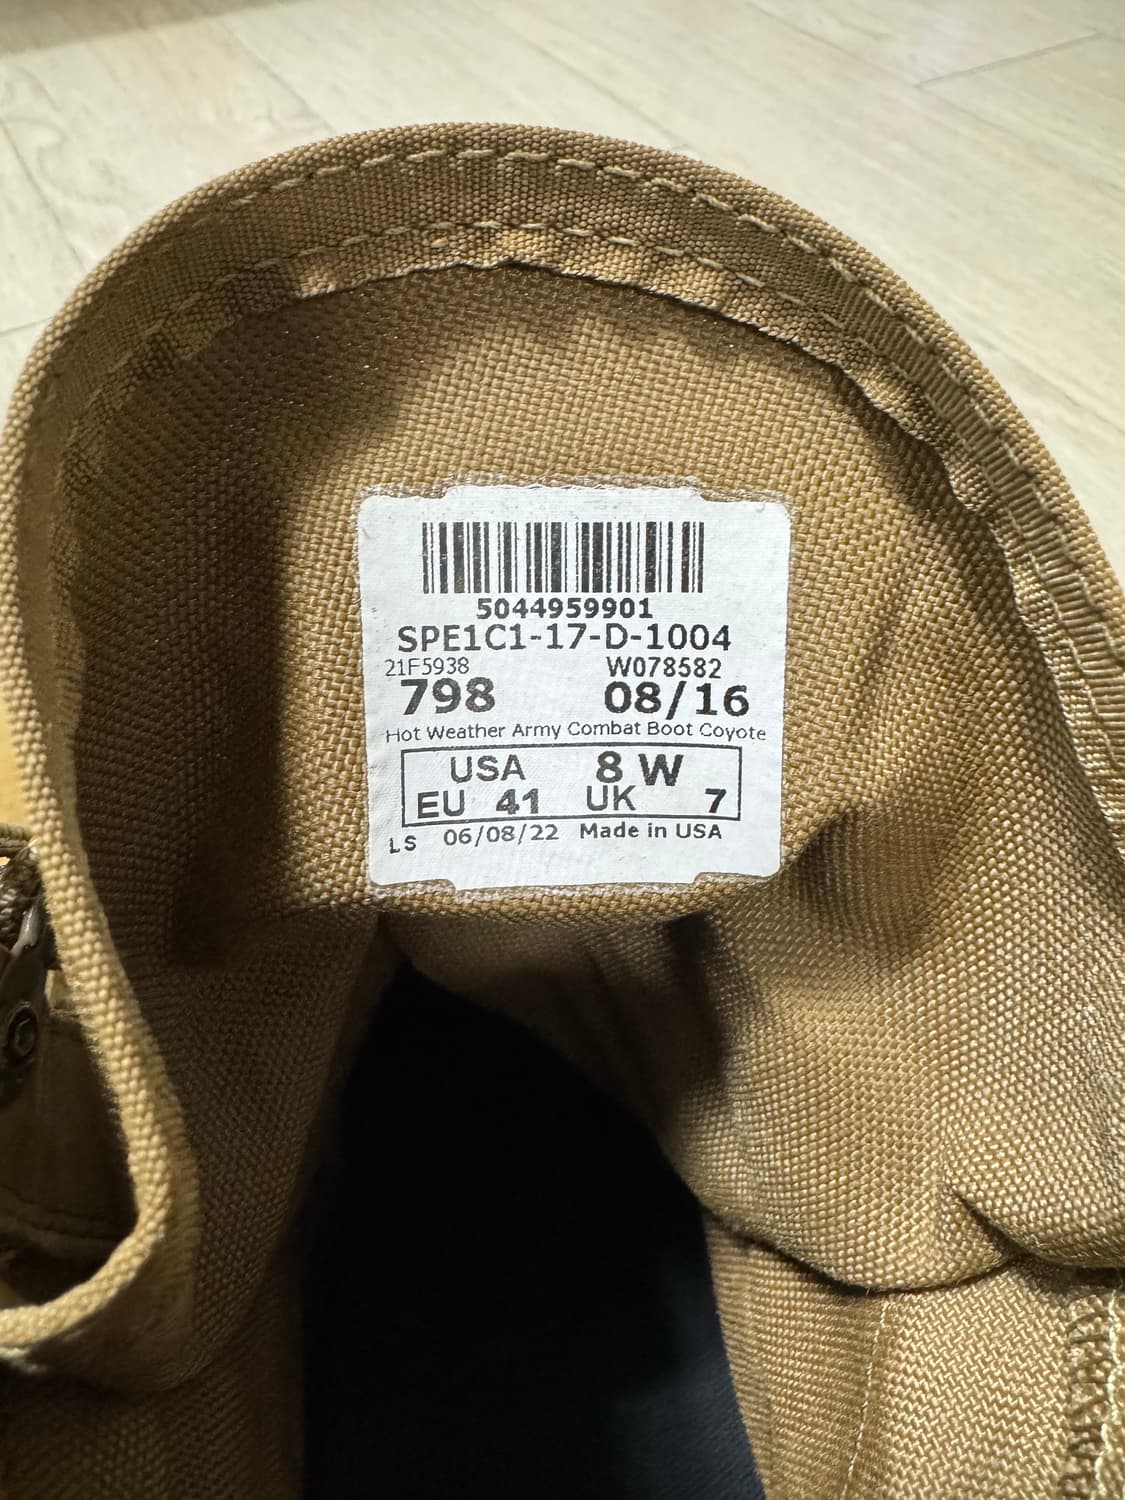 5044959901
SPE1C1-17-D-1004
21F5938 W078582
798 08/16
Hot Weather Army Combat Boot Coyote
USA 8 W
EU 41 UK 7
LS 06/08/22 Made in USA